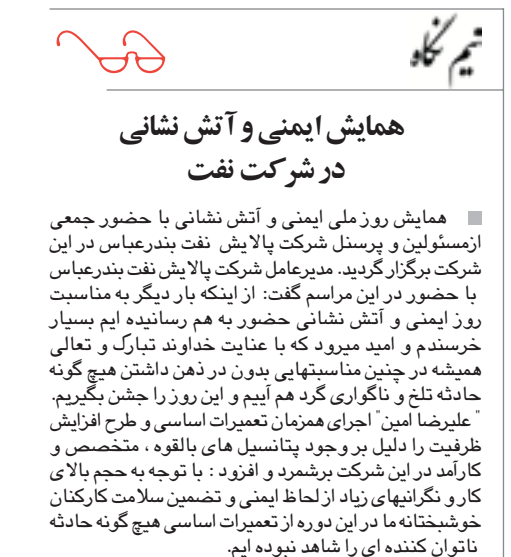 نیم نگاه
همایش ایمنی و آتش نشانی
در شرکت نفت
همایش روز ملی ایمنی و آتش نشانی با حضور جمعی
ازمسئولین و پرسنل شرکت پالایش نفت بندرعباس در این
شرکت برگزار گردید. مدیرعامل شرکت پالایش نفت بندرعباس
با حضور در این مراسم گفت: از اینکه بار دیگر به مناسبت
روز ایمنی و آتش نشانی حضور به هم رسانیده ایم بسیار
خرسندم و امید میرود که با عنایت خداوند تبارک و تعالی
همیشه در چنین مناسبتهایی بدون در ذهن داشتن هیچ گونه
حادثه تلخ و ناگواری گرد هم آییم و این روز را جشن بگیریم.
" علیرضا امین" اجرای همزمان تعمیرات اساسی و طرح افزایش
ظرفیت را دلیل بر وجود پتانسیل های بالقوه ، متخصص و
کارآمد در این شرکت برشمرد و افزود : با توجه به حجم بالای
کار و نگرانیهای زیاد از لحاظ ایمنی و تضمین سلامت کارکنان
خوشبختانه ما در این دوره از تعمیرات اساسی هیچ گونه حادثه
ناتوان کننده ای را شاهد نبوده ایم.